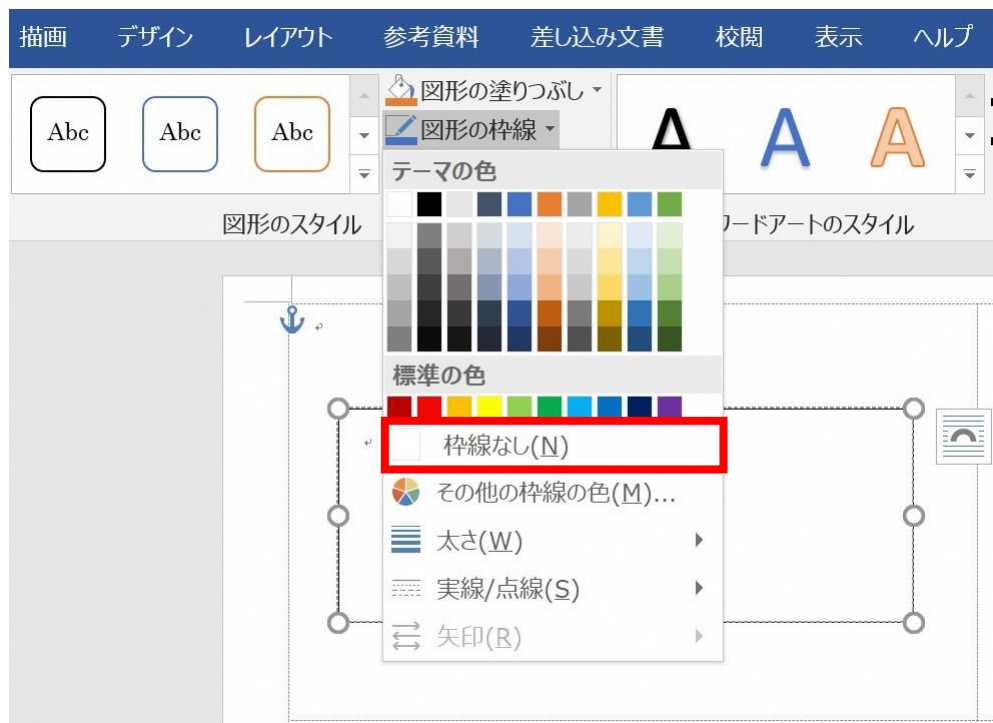 描画 デザイン レイアウト 参考資料 差し込み文書 校閲 表示 ヘルプ
Abc Abc Abc
図形の塗りつぶし
図形の枠線
A A A
テーマの色
図形のスタイル
ワードアートのスタイル
標準の色
枠線なし(N)
その他の枠線の色(M)...
太さ(W)
実線/点線(S)
矢印(R)